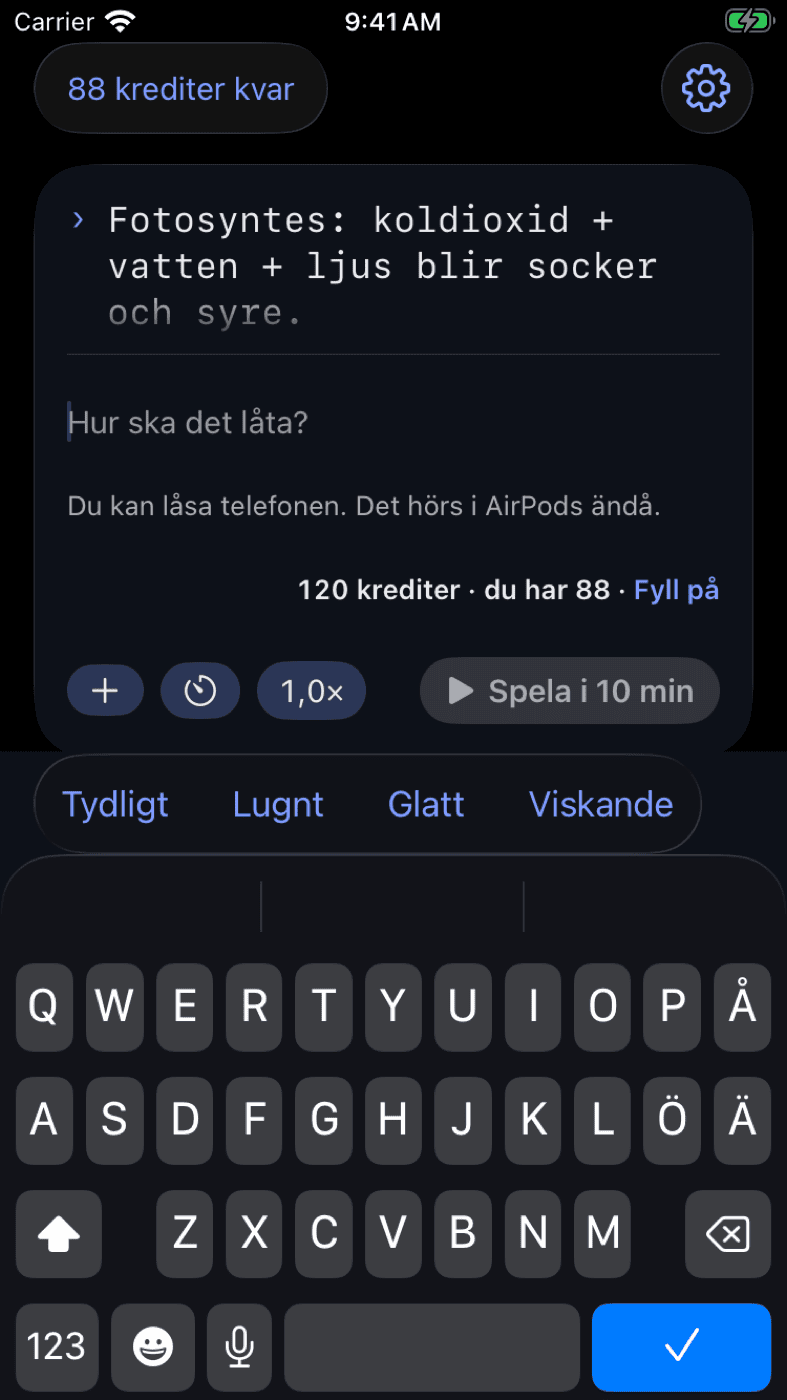 Carrier 9:41 AM
88 krediter kvar
› Fotosyntes: koldioxid +
vatten + ljus blir socker
och syre.
Hur ska det låta?
Du kan låsa telefonen. Det hörs i AirPods ändå.
120 krediter · du har 88 · Fyll på
1,0× Spela i 10 min
Tydligt Lugnt Glatt Viskande
Q W E R T Y U I O P Å
A S D F G H J K L Ö Ä
Z X C V B N M
123